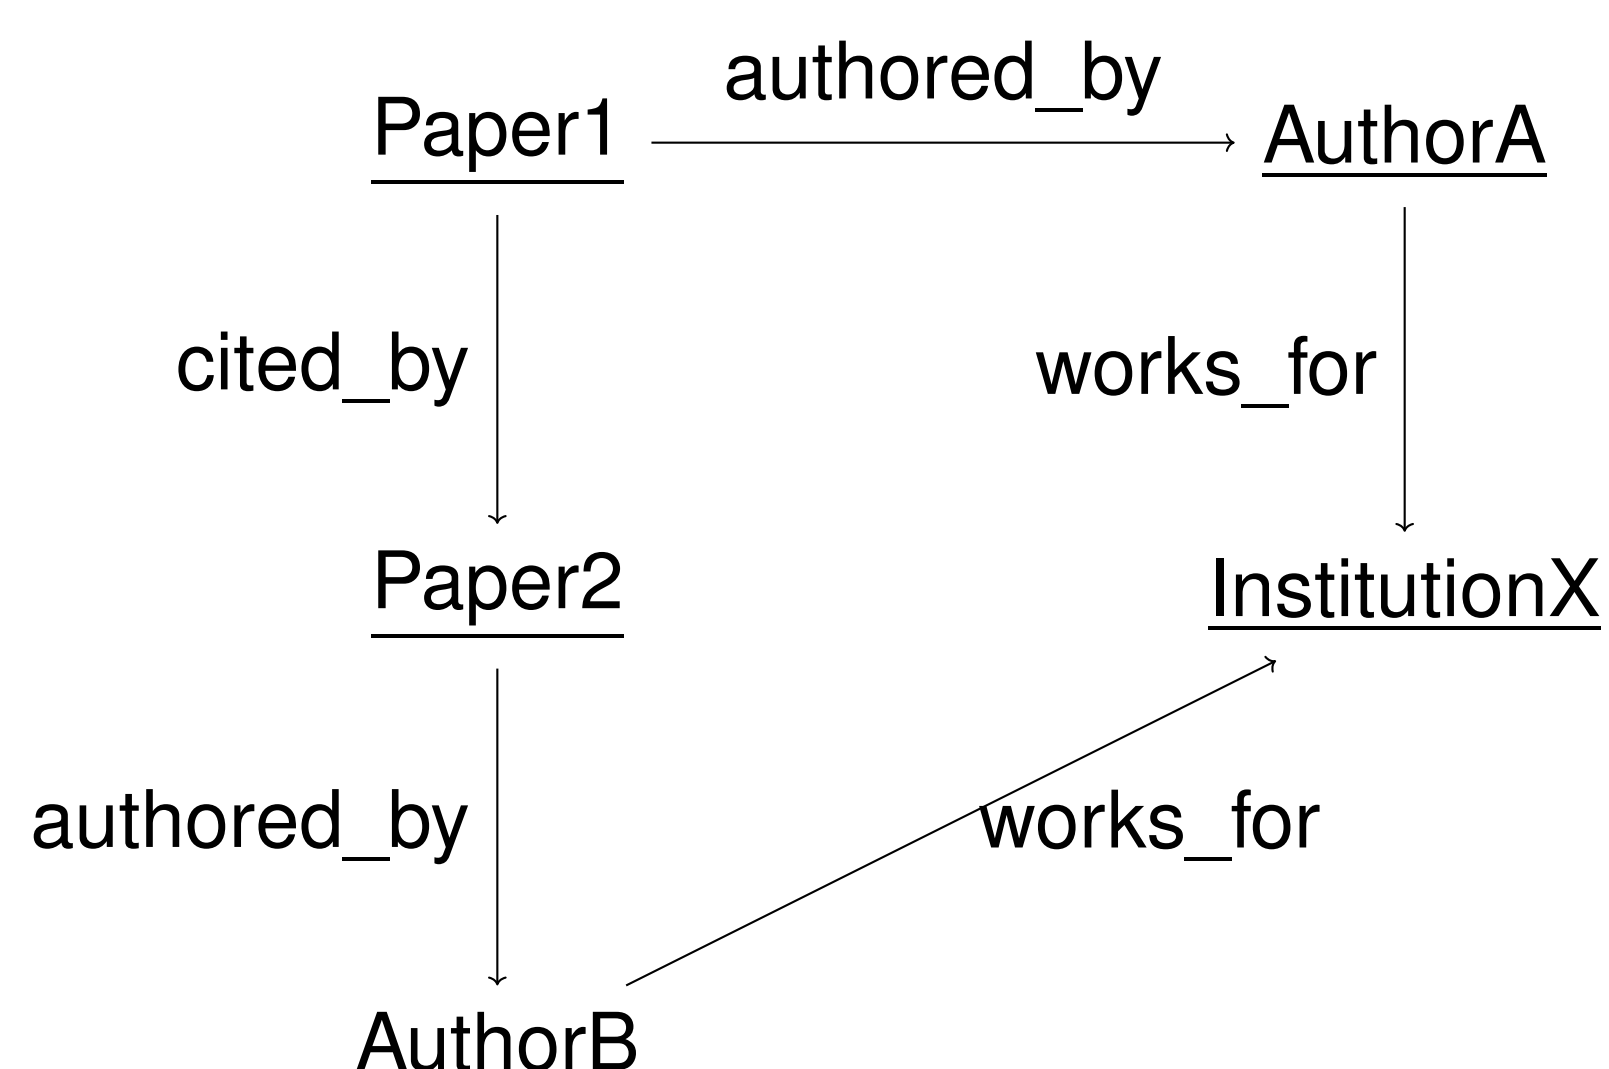 authored_by
Paper1
AuthorA
cited_by
works_for
Paper2
InstitutionX
authored_by
works_for
AuthorB